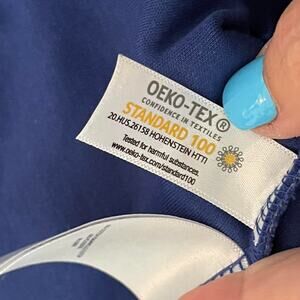 OEKO-TEX®
CONFIDENCE IN TEXTILES
STANDARD 100
20.HUS.26158 HOHENSTEIN HTTI
Tested for harmful substances.
www.oeko-tex.com/standard100